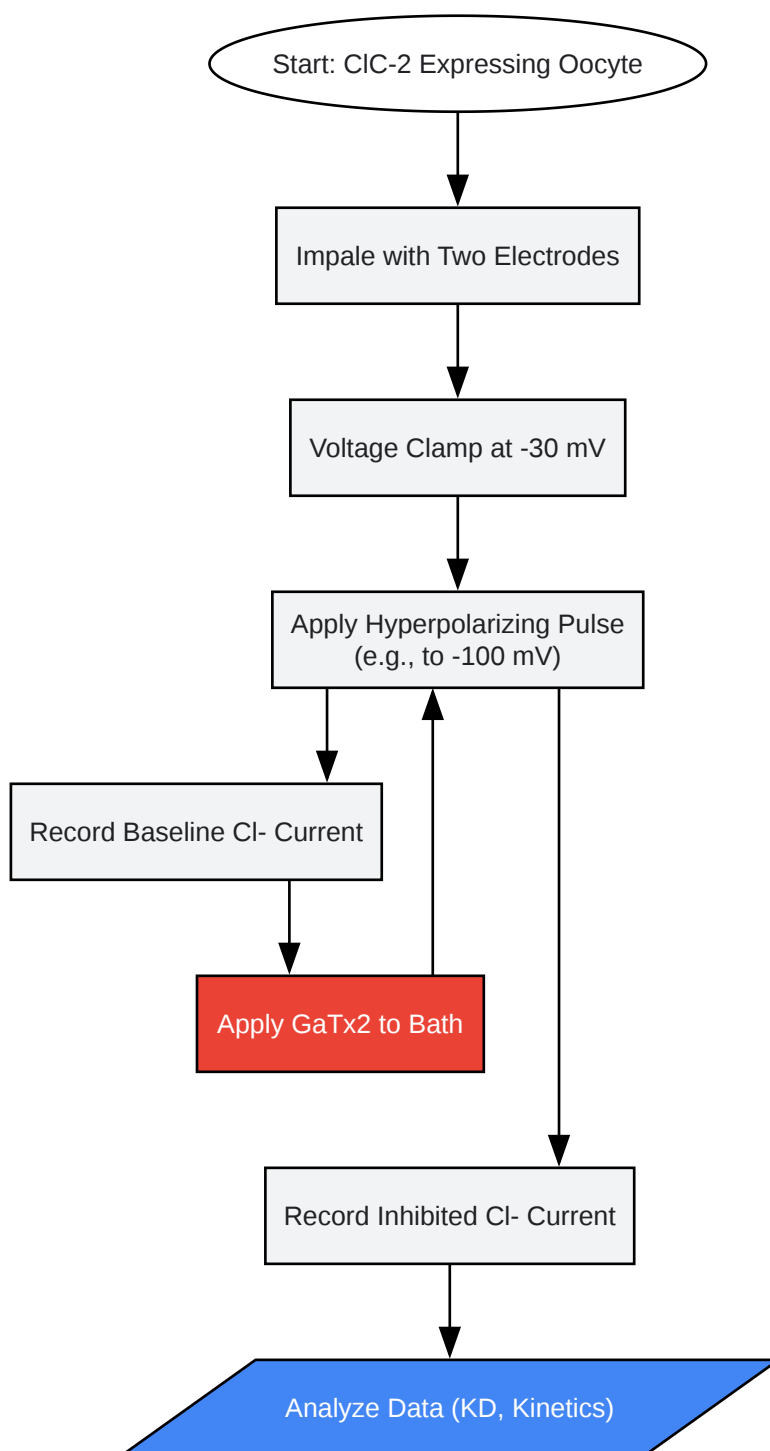 Start: ClC-2 Expressing Oocyte
Impale with Two Electrodes
Voltage Clamp at -30 mV
Apply Hyperpolarizing Pulse
(e.g., to -100 mV)
Record Baseline Cl- Current
Apply GaTx2 to Bath
Record Inhibited Cl- Current
Analyze Data (KD, Kinetics)